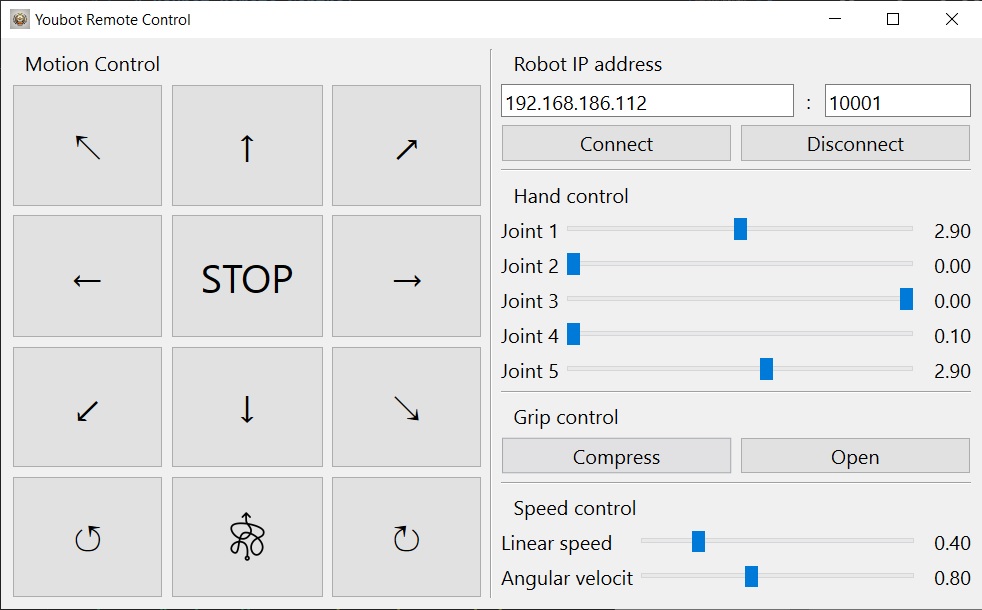 Youbot Remote Control
Motion Control
↖ ↑ ↗
← STOP →
↙ ↓ ↘
↺ ↻
Robot IP address
192.168.186.112 : 10001
Connect Disconnect
Hand control
Joint 1 2.90
Joint 2 0.00
Joint 3 0.00
Joint 4 0.10
Joint 5 2.90
Grip control
Compress Open
Speed control
Linear speed 0.40
Angular velocit 0.80